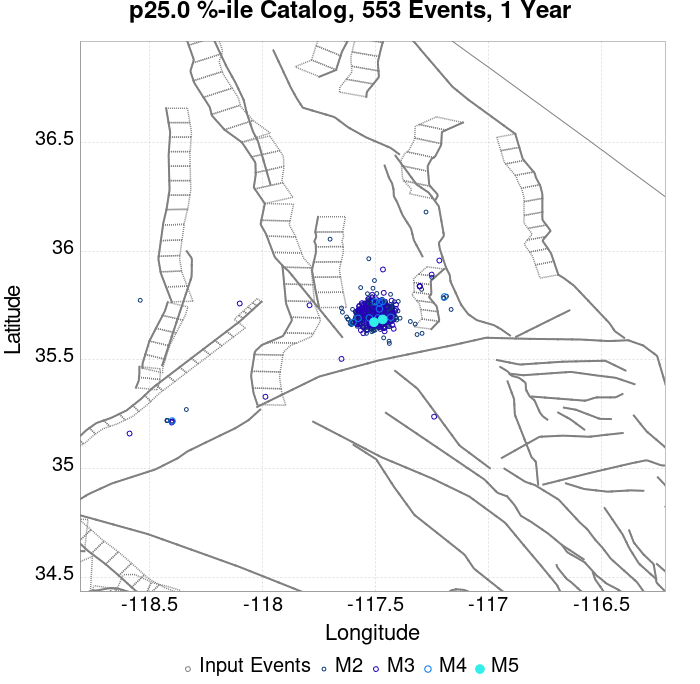 p25.0 %-ile Catalog, 553 Events, 1 Year
36.5
36
35.5
35
34.5
Latitude
-118.5 -118 -117.5 -117 -116.5
Longitude
Input Events M2 M3 M4 M5